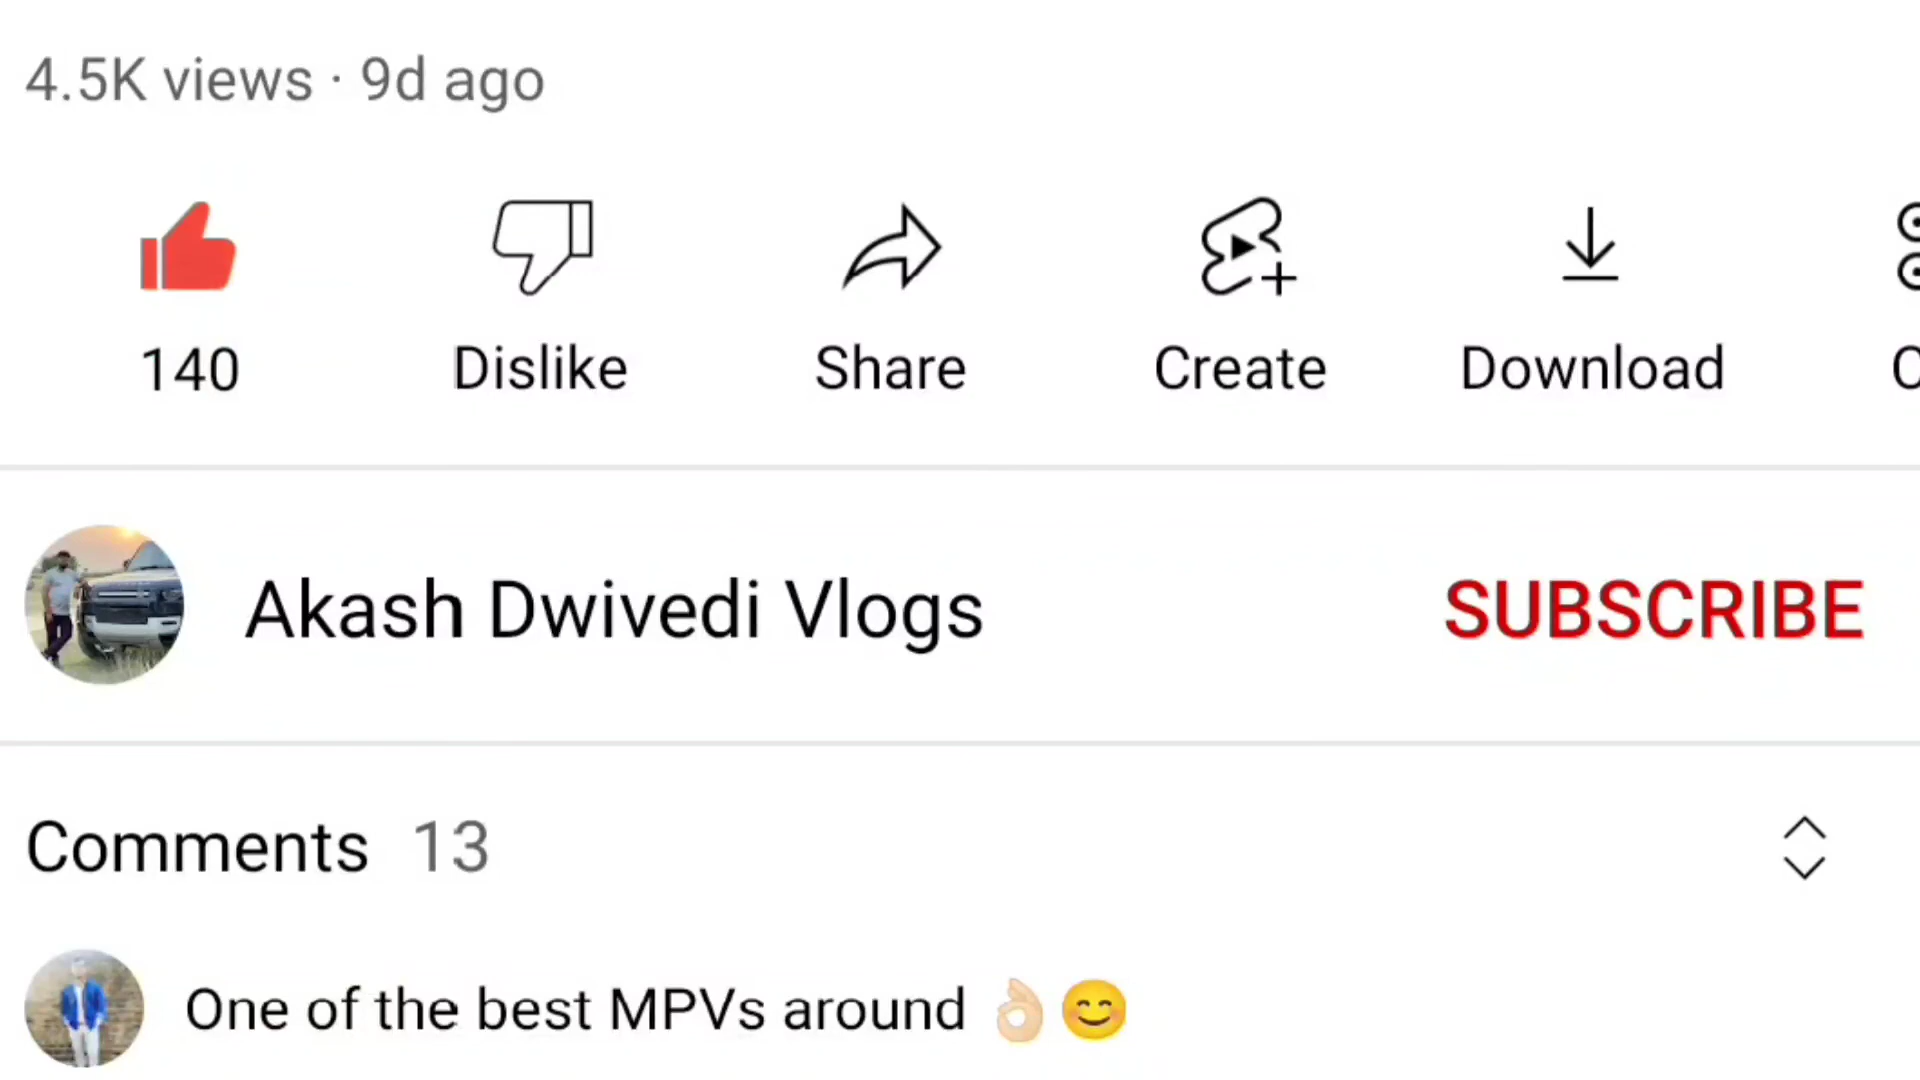 4.5K views · 9d ago
140 Dislike Share Create Download
Akash Dwivedi Vlogs SUBSCRIBE
Comments 13
One of the best MPVs around 👌🏻😊